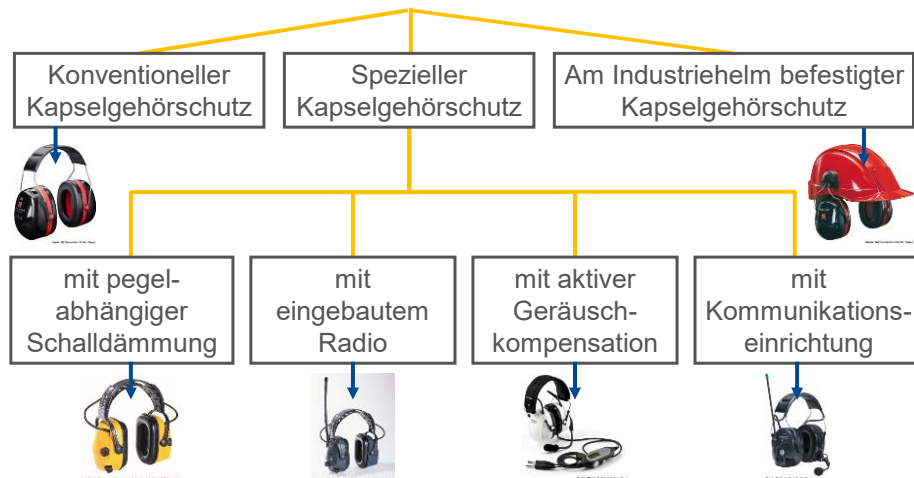 Konventioneller
Kapselgehörschutz
Spezieller
Kapselgehörschutz
Am Industriehelm befestigter
Kapselgehörschutz
mit pegel-
abhängiger
Schalldämmung
mit
eingebautem
Radio
mit aktiver
Geräusch-
kompensation
mit
Kommunikations-
einrichtung